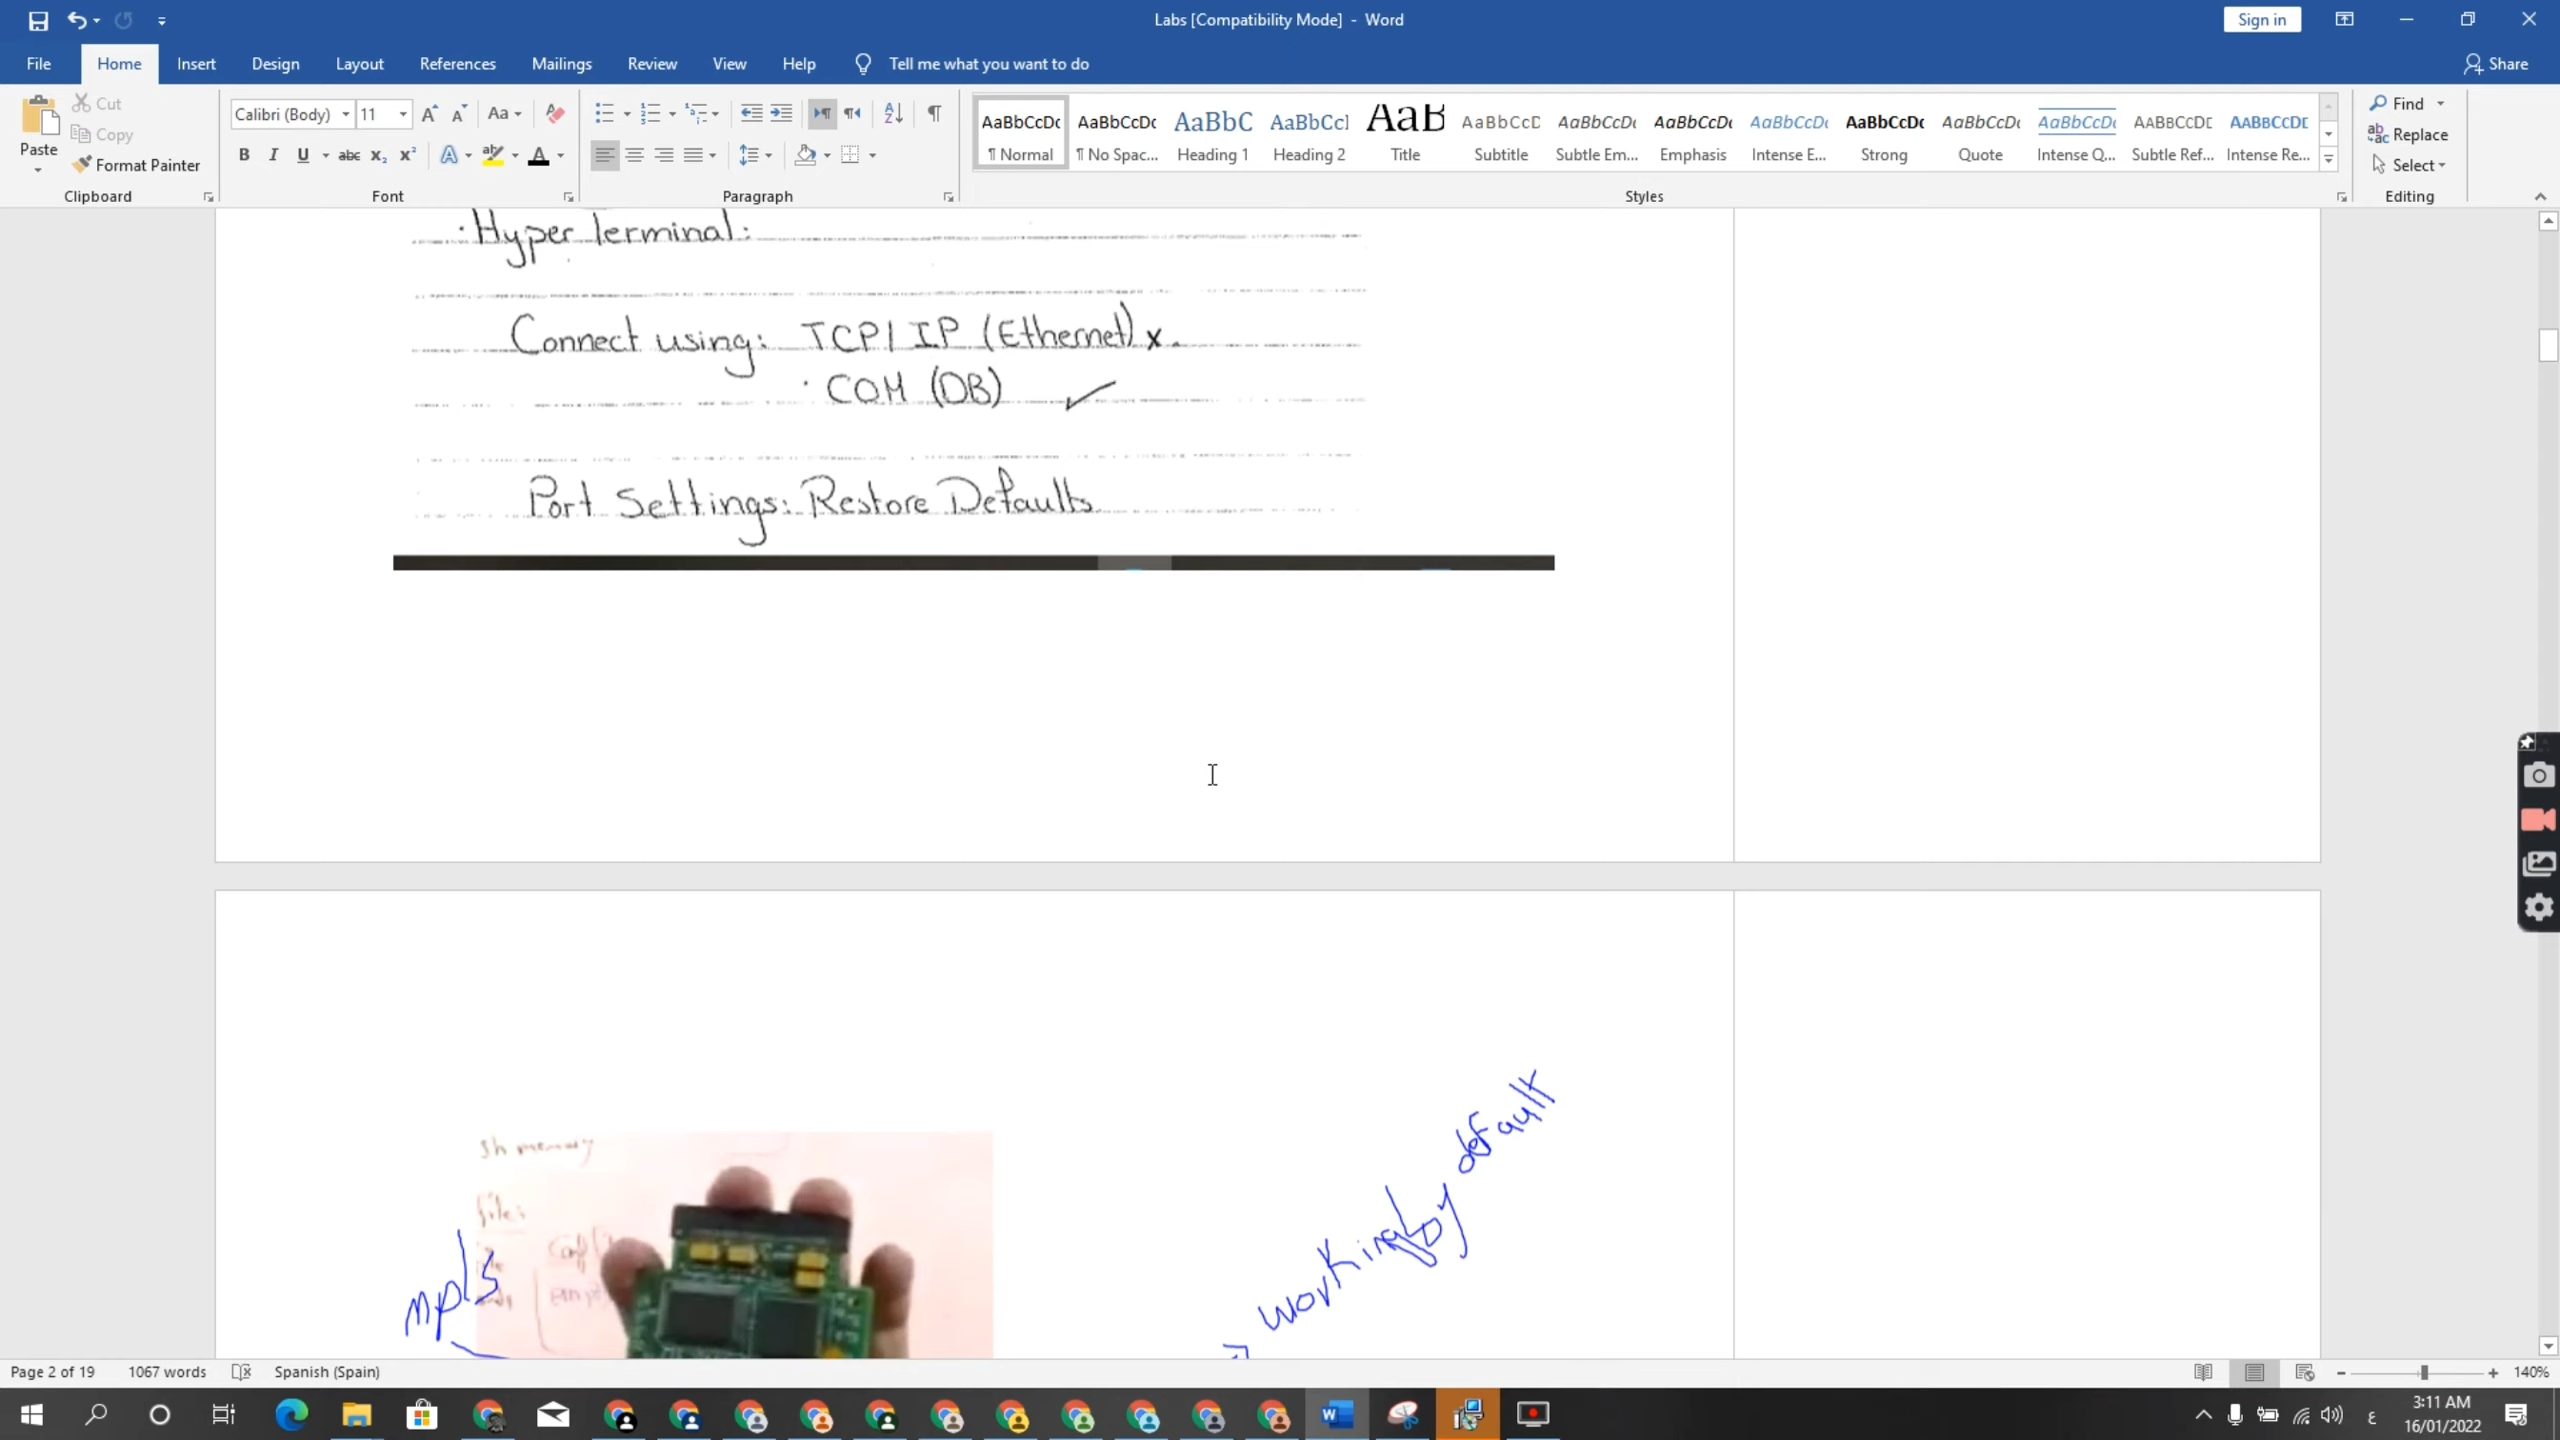 Labs [Compatibility Mode] - Word
Sign in
File Home Insert Design Layout References Mailings Review View Help Tell me what you want to do Share
Paste
Cut
Copy
Format Painter
Clipboard
Calibri (Body) 11
Font
Paragraph
AaBbCcDc AaBbCcDc AaBbC AaBbCcI AaB AaBbCcD AaBbCcDc AaBbCcDc AaBbCcDc AaBbCcDc AaBbCcDc AaBbCcDc AABBCCDE AABBCCDE
¶ Normal ¶ No Spac... Heading 1 Heading 2 Title Subtitle Subtle Em... Emphasis Intense E... Strong Quote Intense Q... Subtle Ref... Intense Re...
Styles
Find
Replace
Select
Editing
· Hyper Terminal:
Connect using: TCP/IP (Ethernet) x.
· COM (DB) ✓
Port Settings: Restore Defaults
sh memory
files
mpls
working by default
Page 2 of 19 1067 words Spanish (Spain) 140%
ع
3:11 AM
16/01/2022